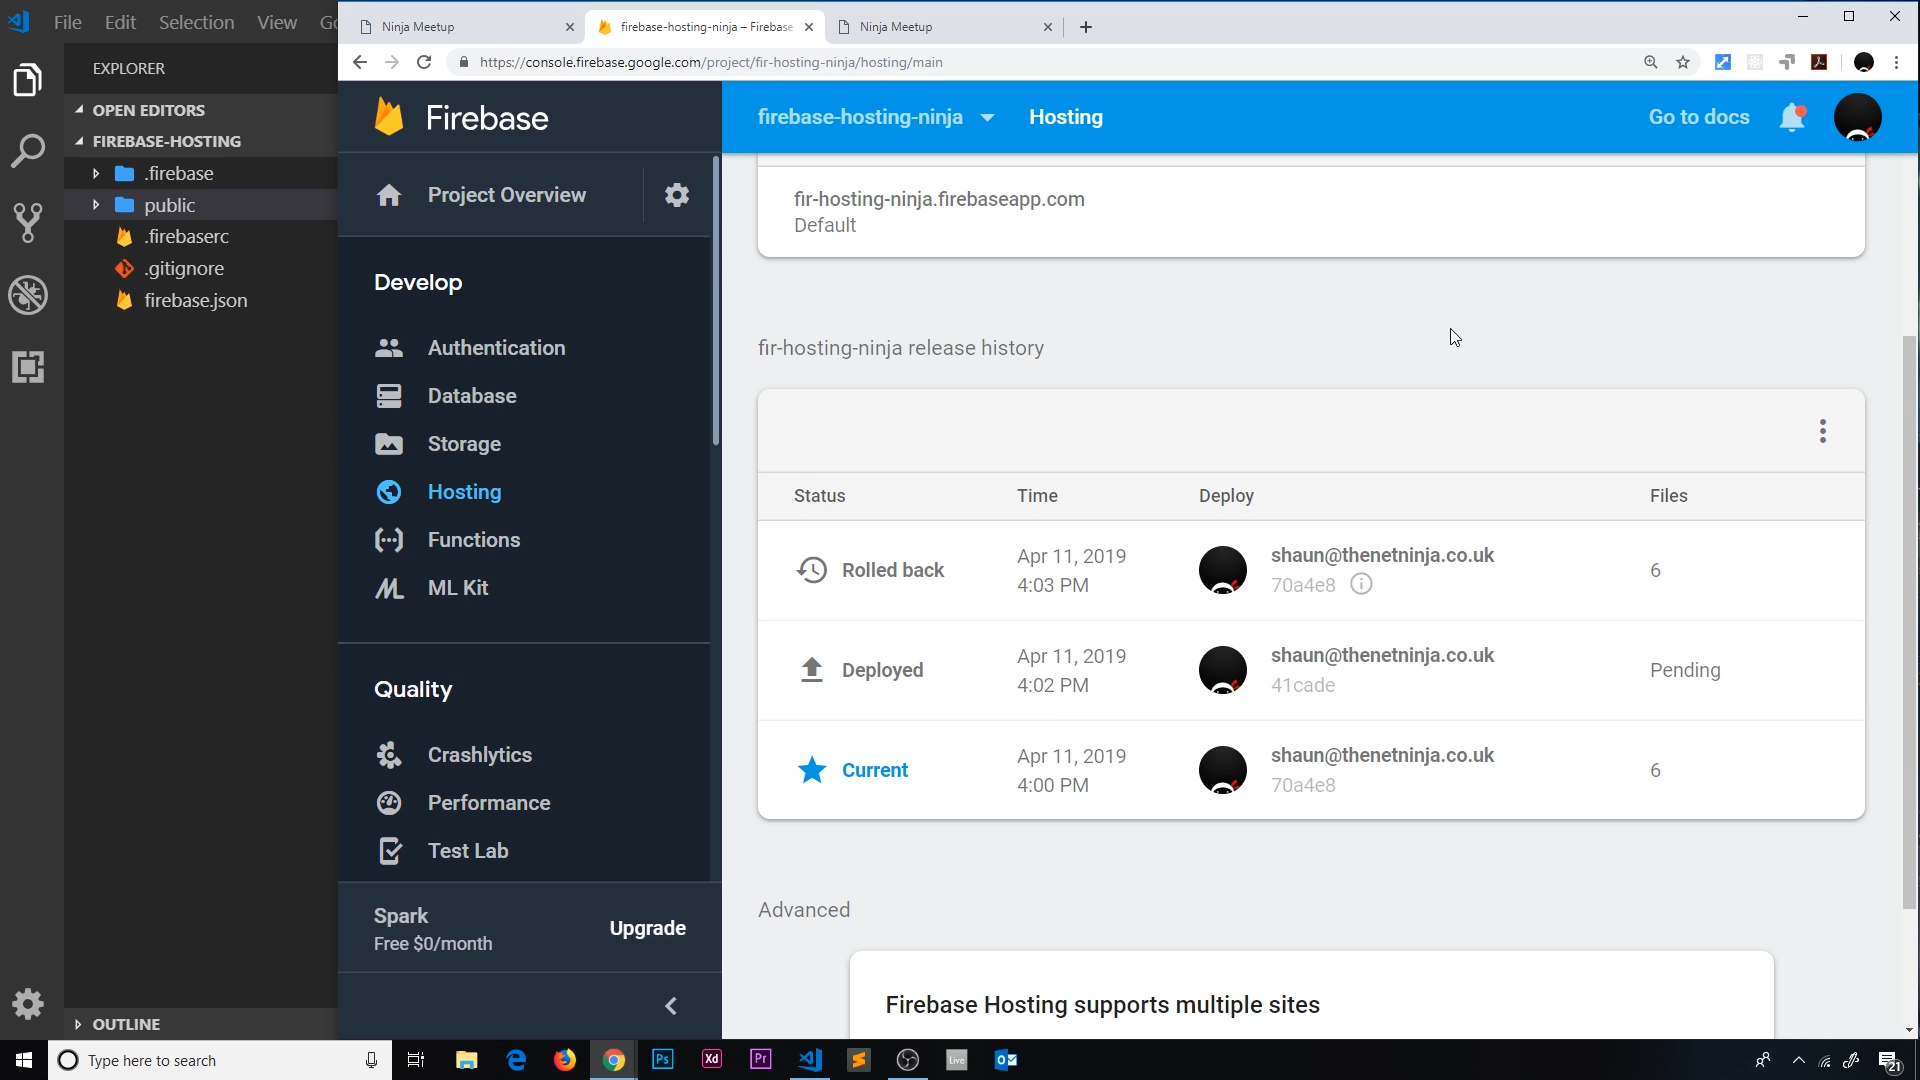 File Edit Selection View Go
EXPLORER
OPEN EDITORS
FIREBASE-HOSTING
.firebase
public
.firebaserc
.gitignore
firebase.json
OUTLINE
Ninja Meetup
firebase-hosting-ninja – Firebase
Ninja Meetup
https://console.firebase.google.com/project/fir-hosting-ninja/hosting/main
Firebase
Project Overview
Develop
Authentication
Database
Storage
Hosting
Functions
ML Kit
Quality
Crashlytics
Performance
Test Lab
Spark
Free $0/month
Upgrade
firebase-hosting-ninja
Hosting
Go to docs
fir-hosting-ninja.firebaseapp.com
Default
fir-hosting-ninja release history
Status Time Deploy Files
Rolled back
Apr 11, 2019
4:03 PM
shaun@thenetninja.co.uk
70a4e8
6
Deployed
Apr 11, 2019
4:02 PM
shaun@thenetninja.co.uk
41cade
Pending
Current
Apr 11, 2019
4:00 PM
shaun@thenetninja.co.uk
70a4e8
6
Advanced
Firebase Hosting supports multiple sites
Type here to search
Ps
Xd
Pr
Live
21